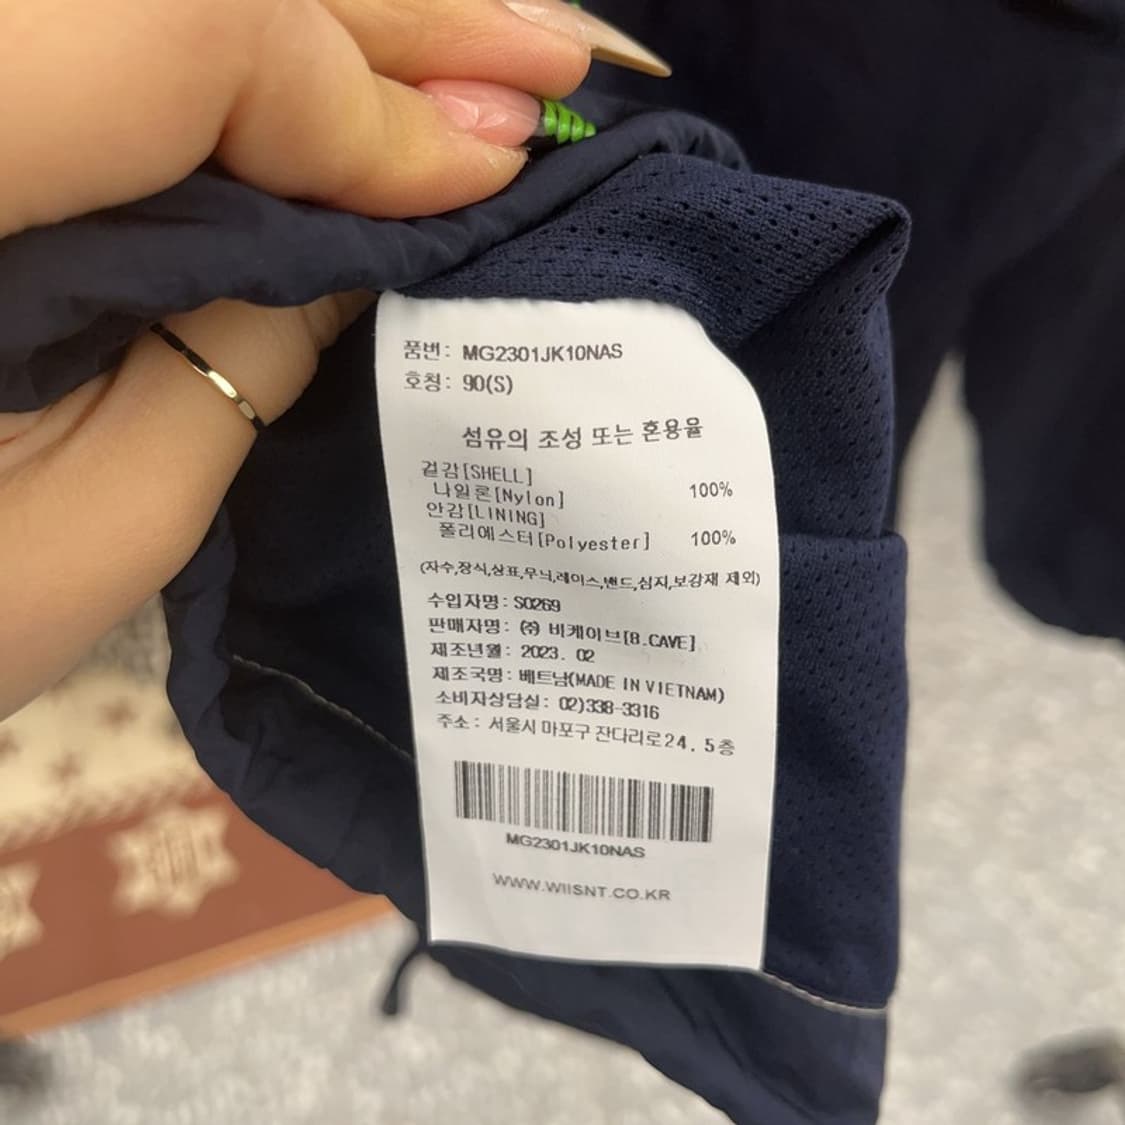 품번: MG2301JK10NAS
호칭: 90(S)
섬유의 조성 또는 혼용율
겉감[SHELL]
나일론[Nylon] 100%
안감[LINING]
폴리에스터[Polyester] 100%
(자수,장식,상표,무늬,레이스,밴드,심지,보강재 제외)
수입자명: S0269
판매자명: ㈜ 비케이브[B.CAVE]
제조년월: 2023. 02
제조국명: 베트남(MADE IN VIETNAM)
소비자상담실: 02)338-3316
주소: 서울시 마포구 잔다리로24, 5층
MG2301JK10NAS
WWW.WIISNT.CO.KR